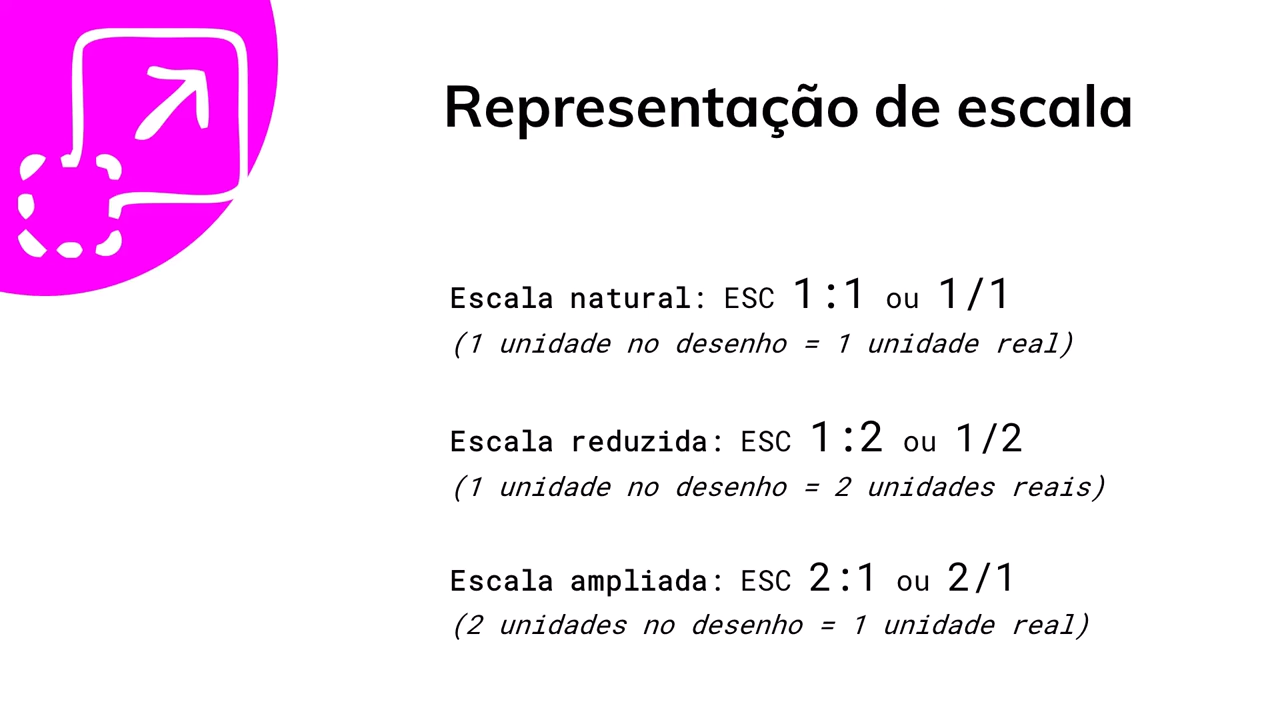 Representação de escala
Escala natural: ESC 1:1 ou 1/1
(1 unidade no desenho = 1 unidade real)
Escala reduzida: ESC 1:2 ou 1/2
(1 unidade no desenho = 2 unidades reais)
Escala ampliada: ESC 2:1 ou 2/1
(2 unidades no desenho = 1 unidade real)